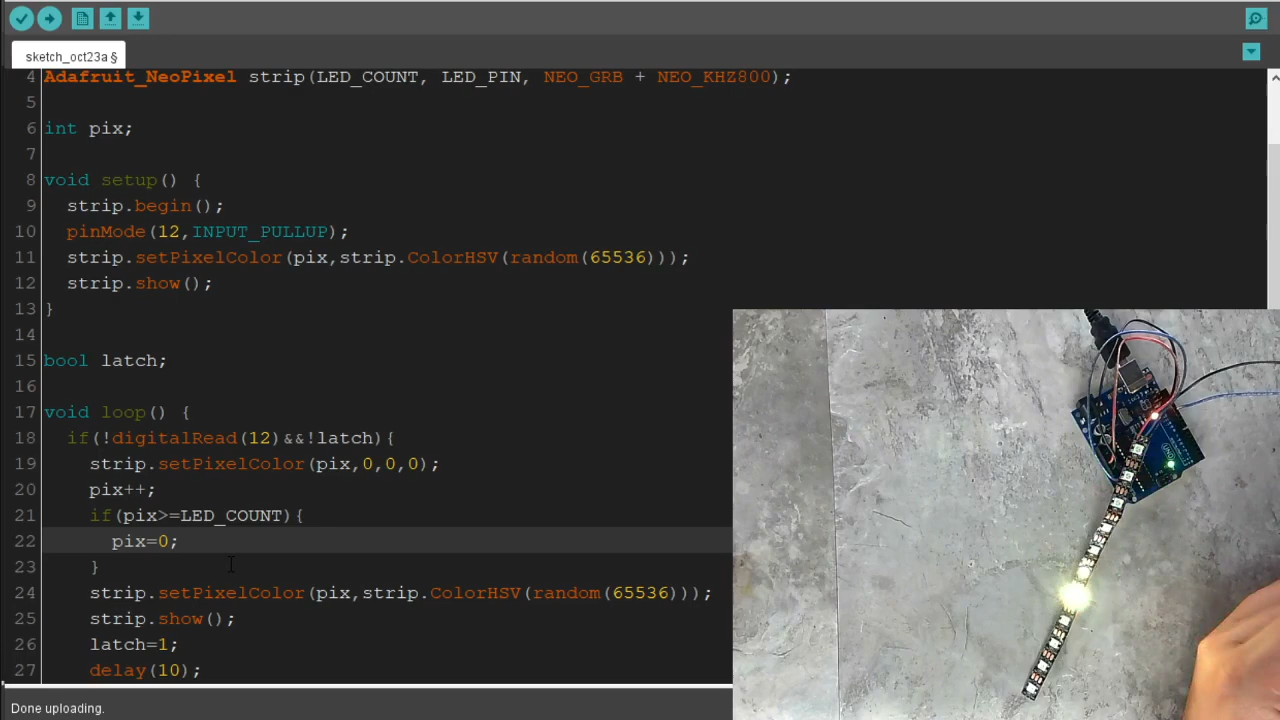 sketch_oct23a §
4 Adafruit_NeoPixel strip(LED_COUNT, LED_PIN, NEO_GRB + NEO_KHZ800);
5
6 int pix;
7
8 void setup() {
9   strip.begin();
10   pinMode(12,INPUT_PULLUP);
11   strip.setPixelColor(pix,strip.ColorHSV(random(65536)));
12   strip.show();
13 }
14
15 bool latch;
16
17 void loop() {
18   if(!digitalRead(12)&&!latch){
19     strip.setPixelColor(pix,0,0,0);
20     pix++;
21     if(pix>=LED_COUNT){
22       pix=0;
23     }
24     strip.setPixelColor(pix,strip.ColorHSV(random(65536)));
25     strip.show();
26     latch=1;
27     delay(10);
Done uploading.
UNO